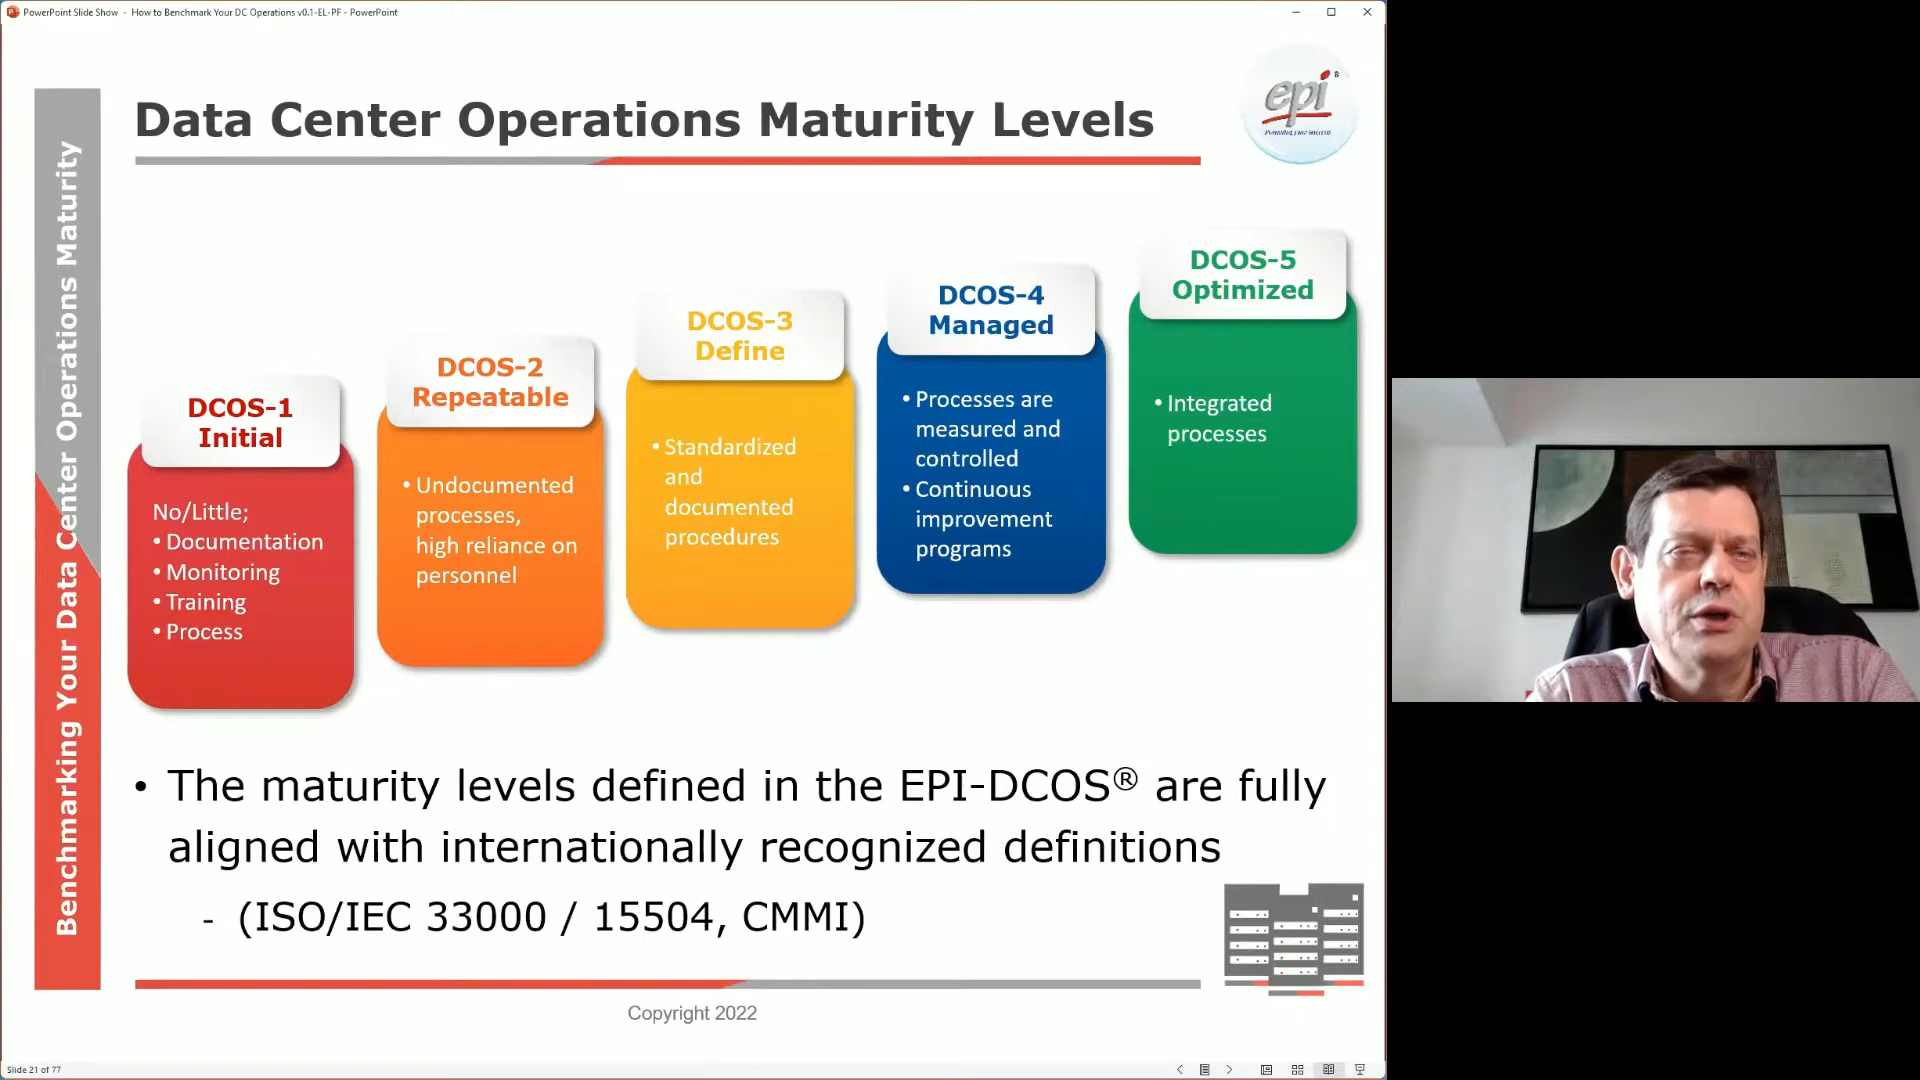 PowerPoint Slide Show - How to Benchmark Your DC Operations v0.1-EL-PF - PowerPoint
Benchmarking Your Data Center Operations Maturity
Data Center Operations Maturity Levels
epi ®
Promoting your interests
DCOS-1
Initial
No/Little;
• Documentation
• Monitoring
• Training
• Process
DCOS-2
Repeatable
• Undocumented
processes,
high reliance on
personnel
DCOS-3
Define
• Standardized
and
documented
procedures
DCOS-4
Managed
• Processes are
measured and
controlled
• Continuous
improvement
programs
DCOS-5
Optimized
• Integrated
processes
• The maturity levels defined in the EPI-DCOS® are fully
aligned with internationally recognized definitions
- (ISO/IEC 33000 / 15504, CMMI)
Copyright 2022
Slide 21 of 77